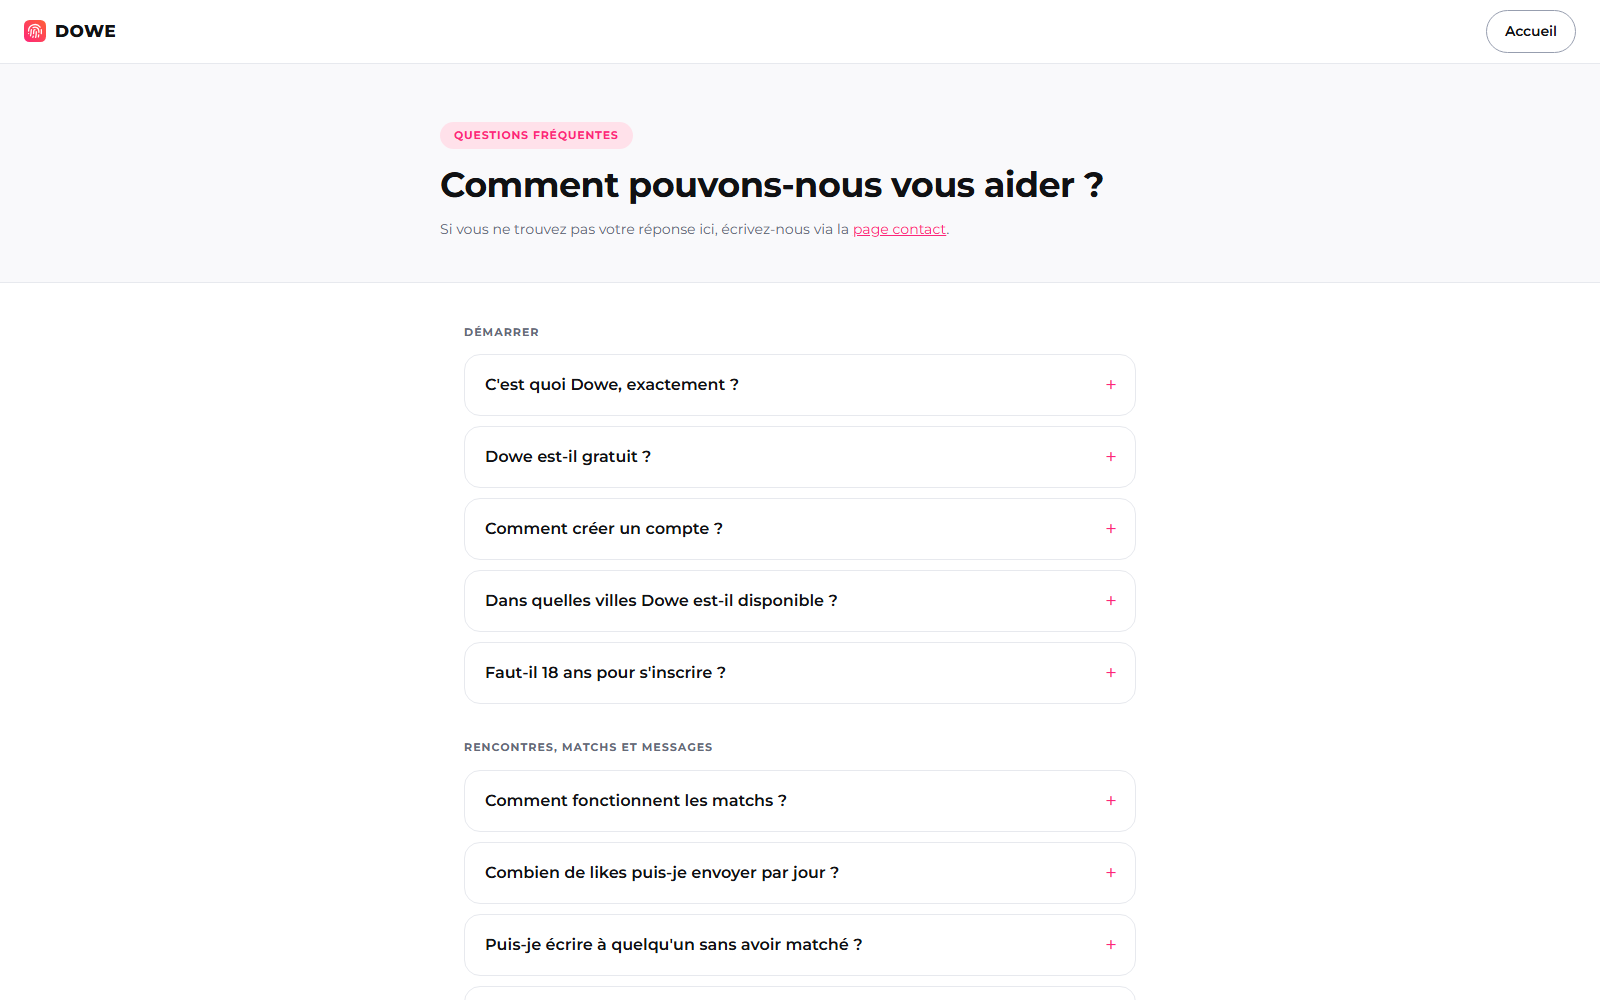 DOWE
Accueil
QUESTIONS FRÉQUENTES
Comment pouvons-nous vous aider ?
Si vous ne trouvez pas votre réponse ici, écrivez-nous via la page contact.
DÉMARRER
C'est quoi Dowe, exactement ?
+
Dowe est-il gratuit ?
+
Comment créer un compte ?
+
Dans quelles villes Dowe est-il disponible ?
+
Faut-il 18 ans pour s'inscrire ?
+
RENCONTRES, MATCHS ET MESSAGES
Comment fonctionnent les matchs ?
+
Combien de likes puis-je envoyer par jour ?
+
Puis-je écrire à quelqu'un sans avoir matché ?
+